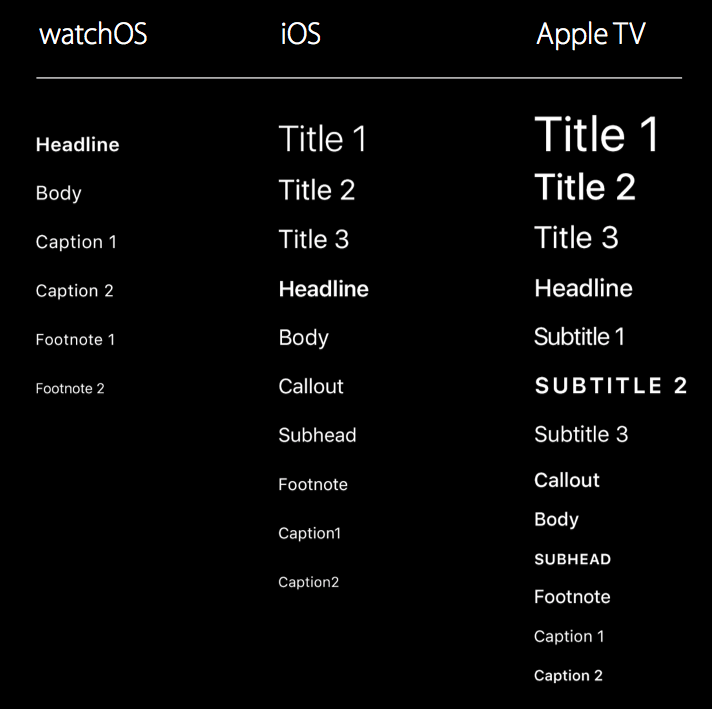 watchOS
iOS
Apple TV
Headline
Body
Caption 1
Caption 2
Footnote 1
Footnote 2
Title 1
Title 2
Title 3
Headline
Body
Callout
Subhead
Footnote
Caption1
Caption2
Title 1
Title 2
Title 3
Headline
Subtitle 1
SUBTITLE 2
Subtitle 3
Callout
Body
SUBHEAD
Footnote
Caption 1
Caption 2